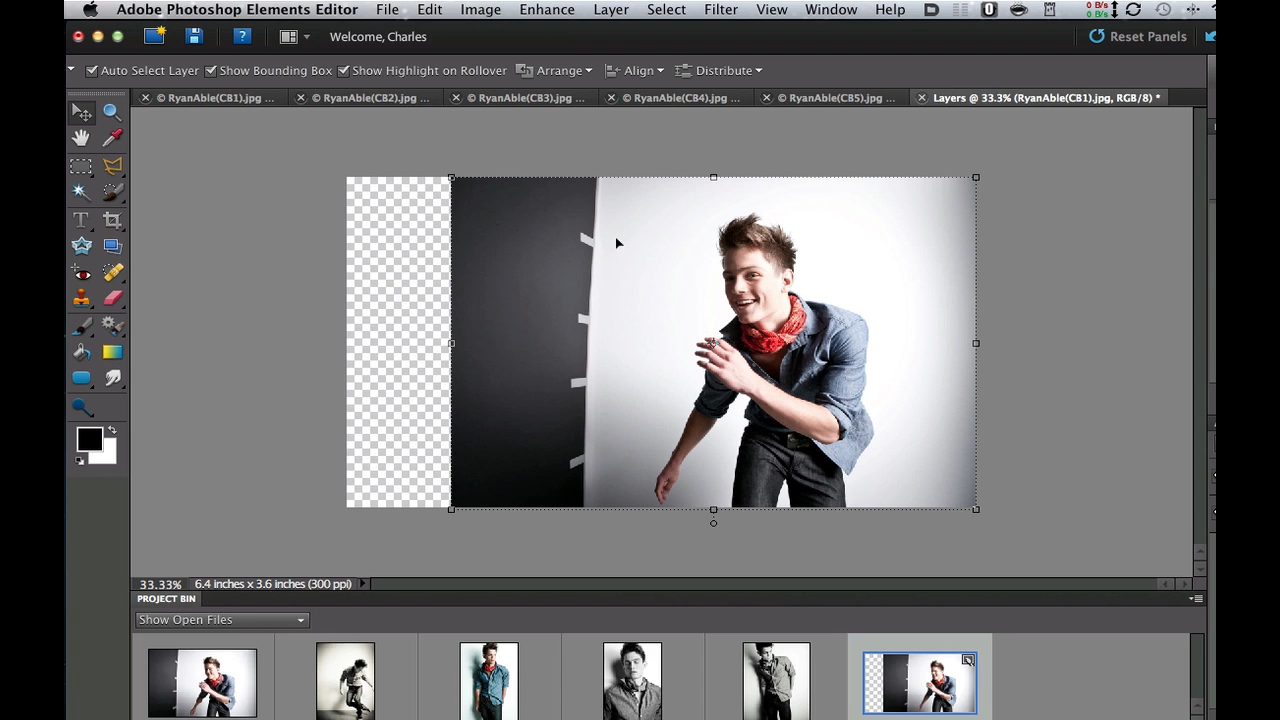 Adobe Photoshop Elements Editor File Edit Image Enhance Layer Select Filter View Window Help 0 B/s
0 B/s
Welcome, Charles Reset Panels
Auto Select Layer Show Bounding Box Show Highlight on Rollover Arrange Align Distribute
© RyanAble(CB1).jpg ... © RyanAble(CB2).jpg ... © RyanAble(CB3).jpg ... © RyanAble(CB4).jpg ... © RyanAble(CB5).jpg ... Layers @ 33.3% (RyanAble(CB1).jpg, RGB/8) *
33.33% 6.4 inches x 3.6 inches (300 ppi)
PROJECT BIN
Show Open Files